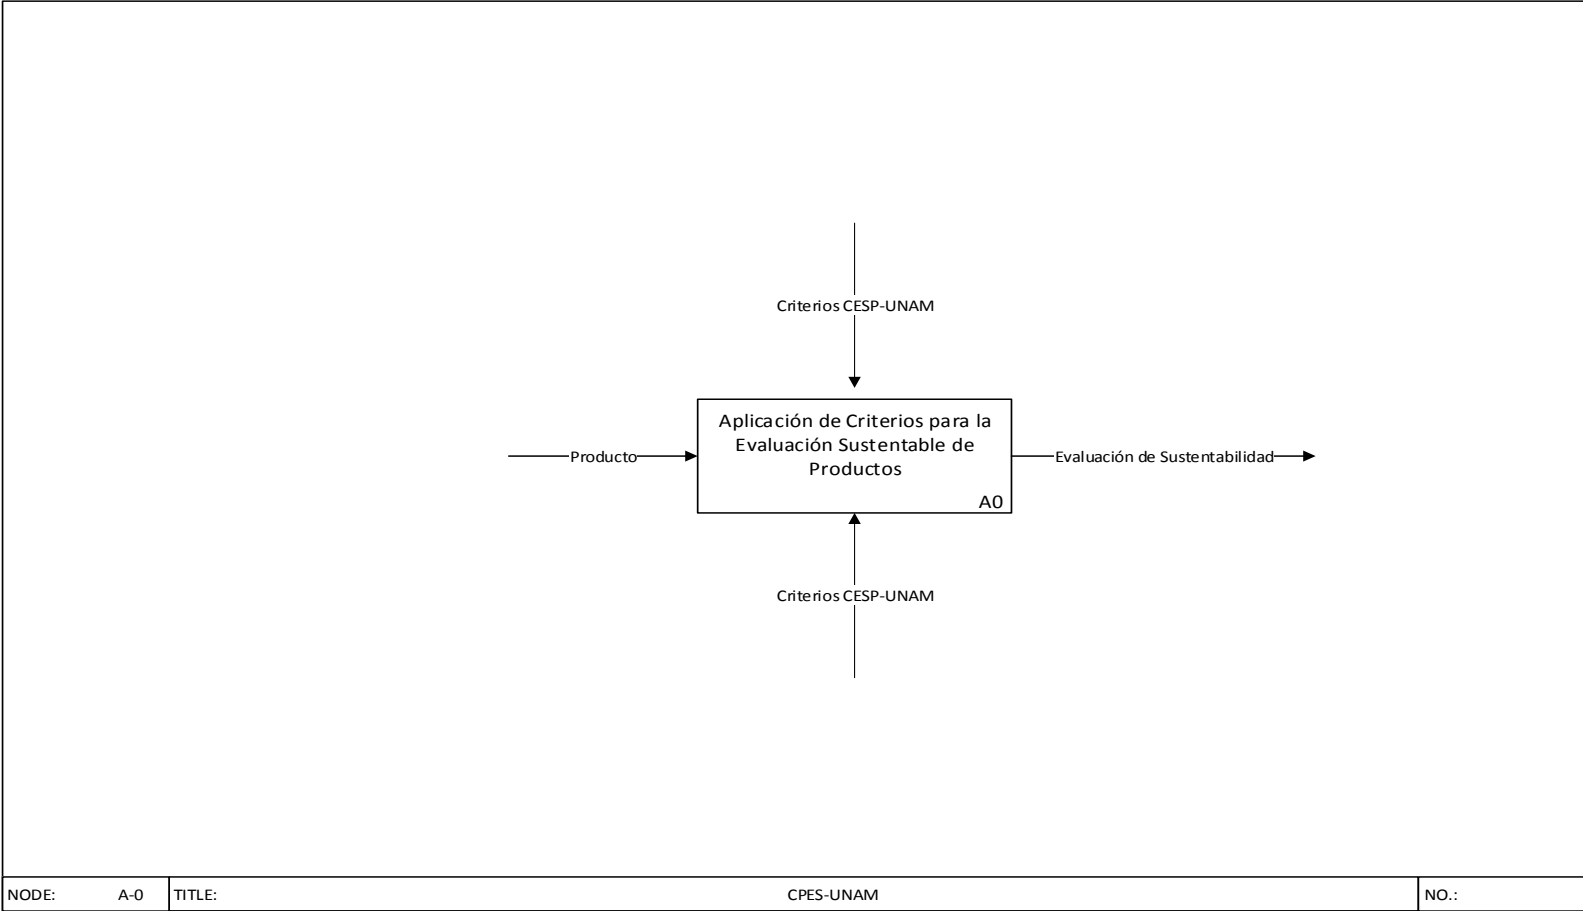 Criterios CESP-UNAM
Aplicación de Criterios para la
Evaluación Sustentable de
Productos
A0
Producto
Evaluación de Sustentabilidad
Criterios CESP-UNAM
NODE: A-0 TITLE: CPES-UNAM NO.: